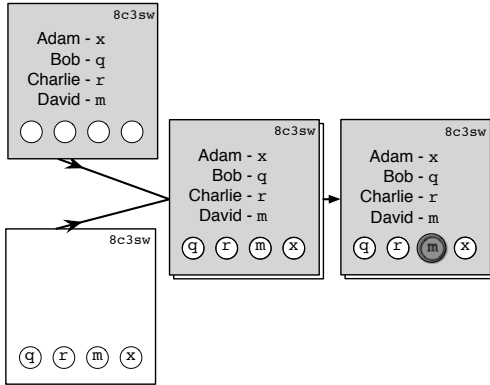 8c3sw
Adam - x
Bob - q
Charlie - r
David - m
8c3sw
q r m x
8c3sw
Adam - x
Bob - q
Charlie - r
David - m
q r m x
8c3sw
Adam - x
Bob - q
Charlie - r
David - m
q r m x